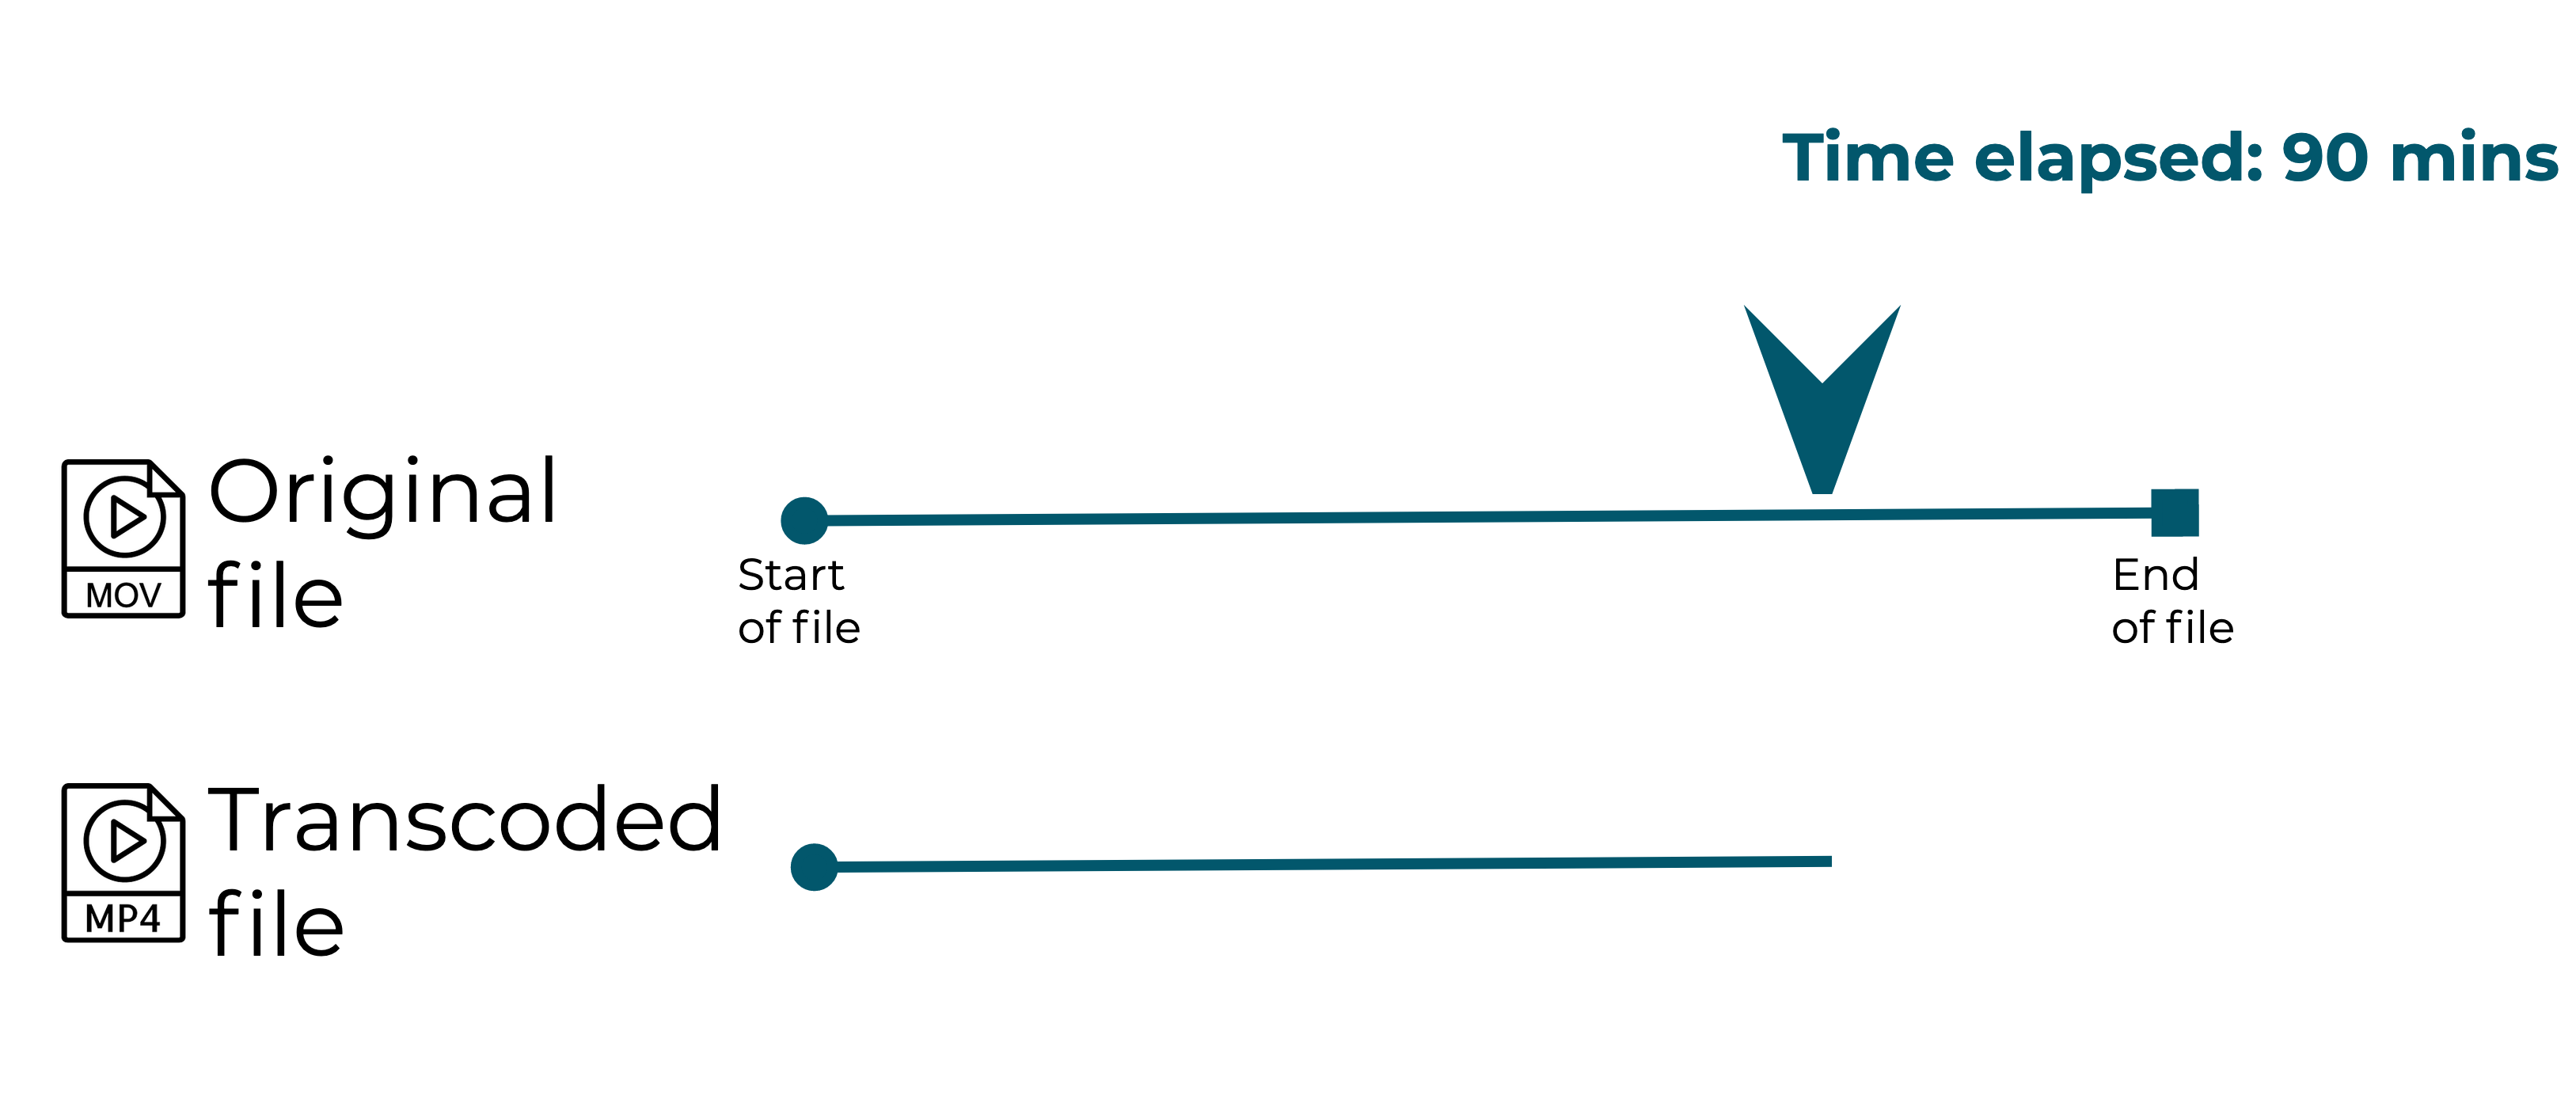 Time elapsed: 90 mins
Original
file
MOV
Start
of file
End
of file
Transcoded
file
MP4